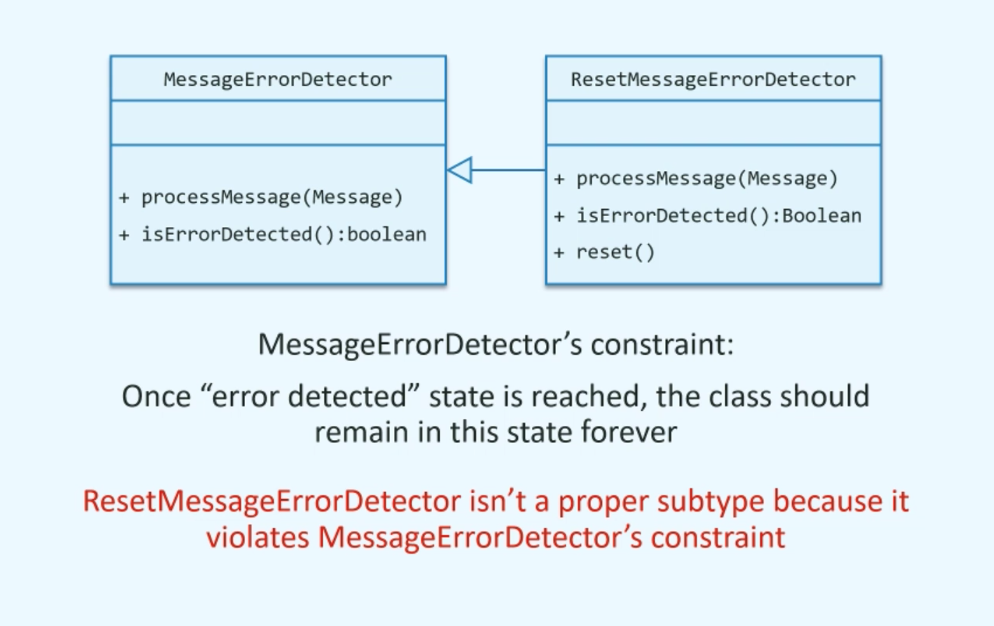 MessageErrorDetector
+ processMessage(Message)
+ isErrorDetected():boolean
ResetMessageErrorDetector
+ processMessage(Message)
+ isErrorDetected():Boolean
+ reset()
MessageErrorDetector’s constraint:
Once “error detected” state is reached, the class should
remain in this state forever
ResetMessageErrorDetector isn’t a proper subtype because it
violates MessageErrorDetector’s constraint